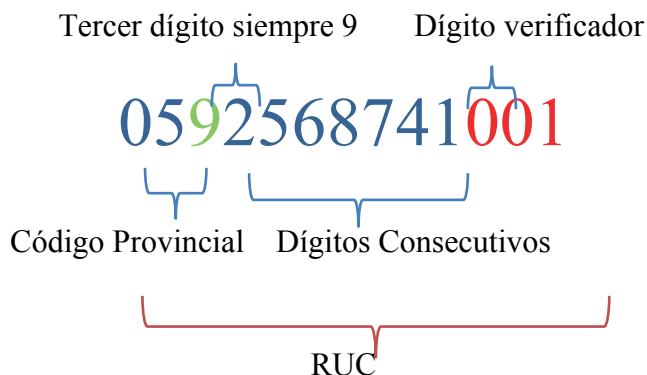 Tercer dígito siempre 9 Dígito verificador
0592568741001
Código Provincial Dígitos Consecutivos
RUC